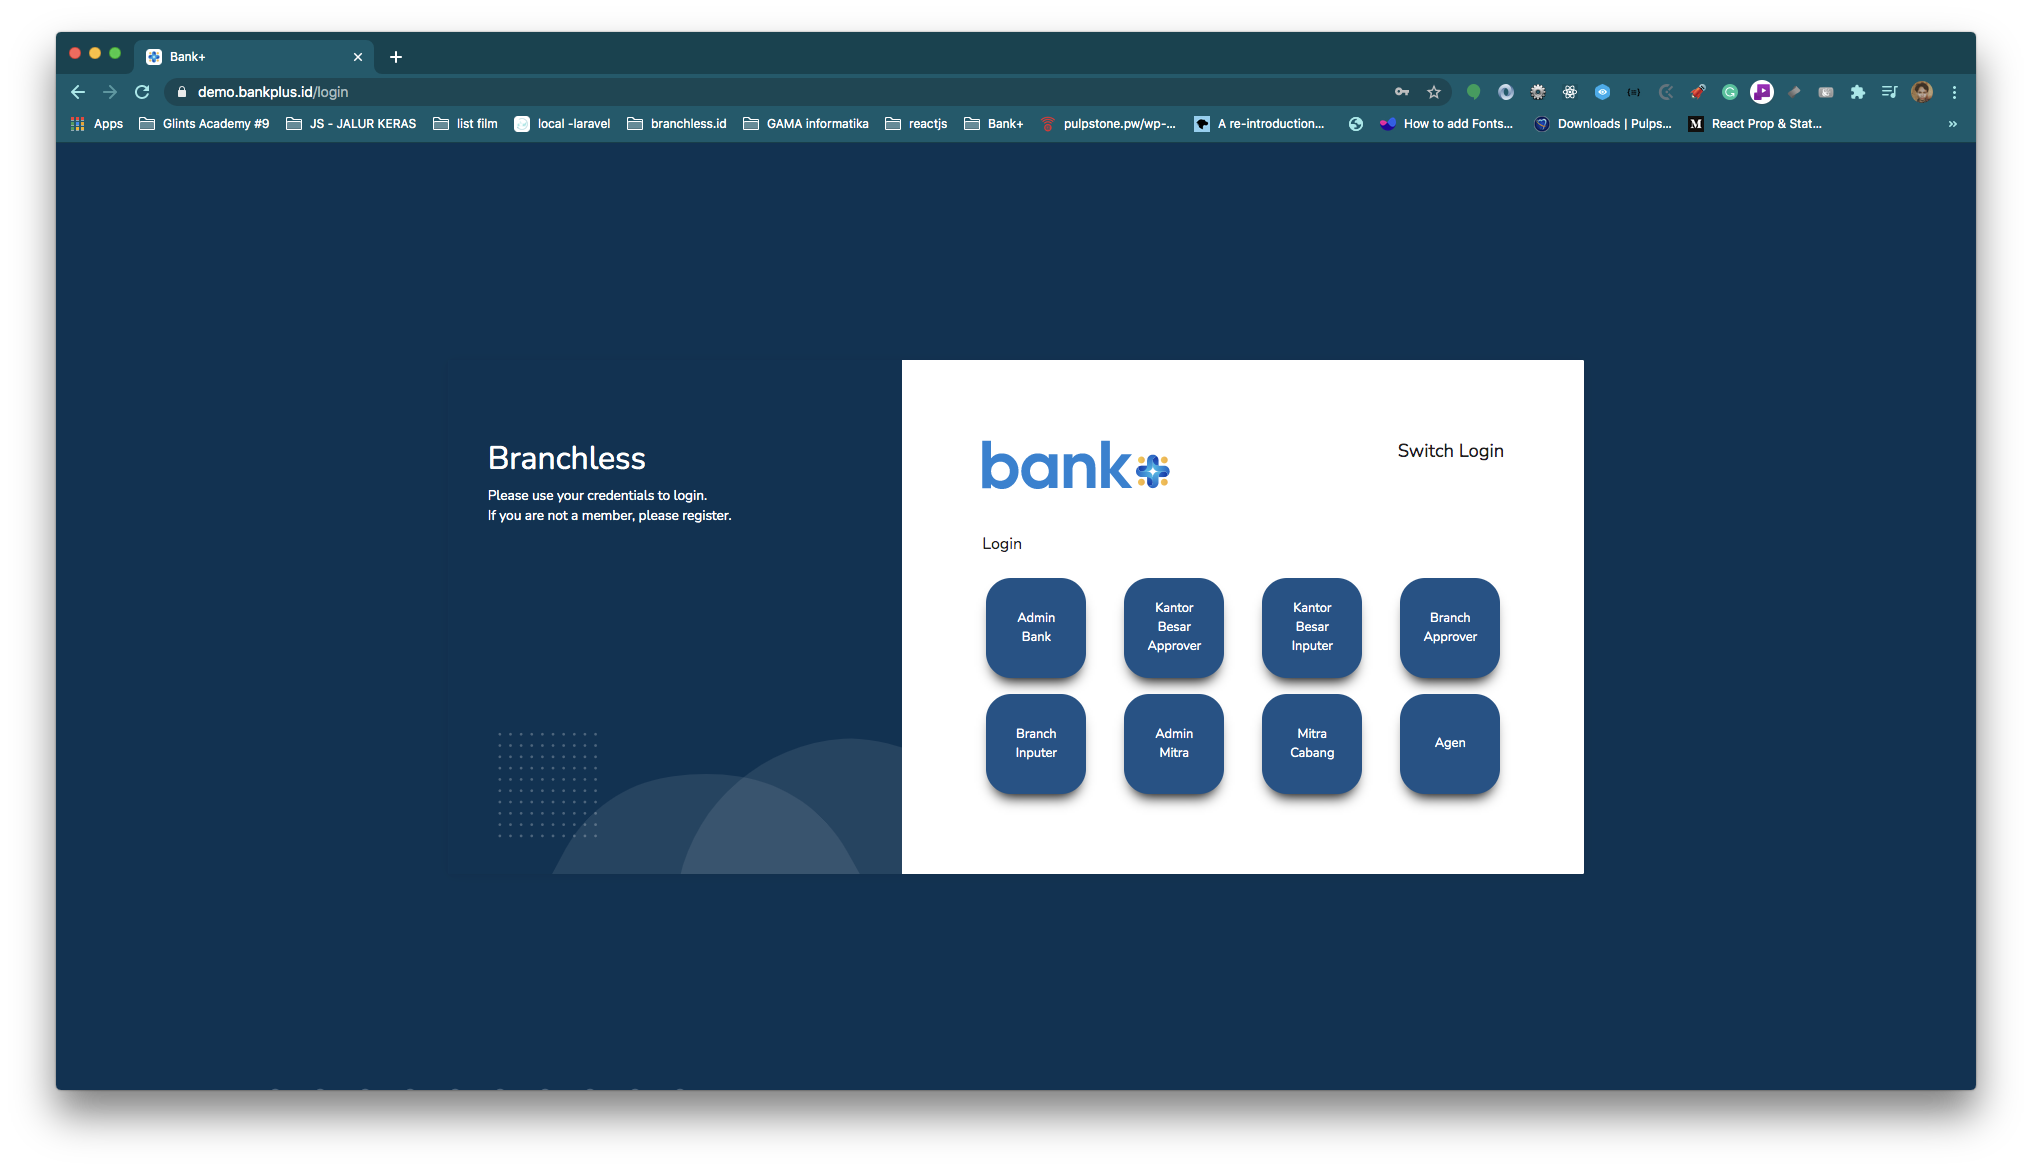 Bank+
demo.bankplus.id/login
Apps
Glints Academy #9
JS - JALUR KERAS
list film
local -laravel
branchless.id
GAMA informatika
reactjs
Bank+
pulpstone.pw/wp-...
A re-introduction...
How to add Fonts...
Downloads | Pulps...
M
React Prop & Stat...
»
Branchless
Please use your credentials to login.
If you are not a member, please register.
bank
Switch Login
Login
Admin
Bank
Kantor
Besar
Approver
Kantor
Besar
Inputer
Branch
Approver
Branch
Inputer
Admin
Mitra
Mitra
Cabang
Agen